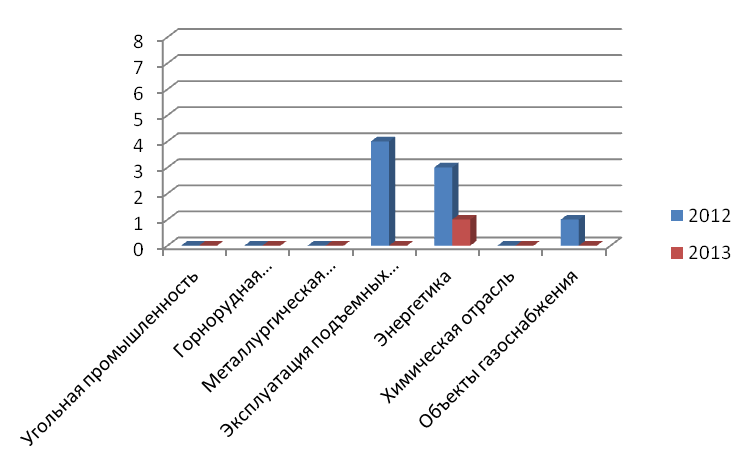 8
7
6
5
4
3
2
1
0
Угольная промышленность
Горнорудная...
Металлургическая...
Эксплуатация подъемных...
Энергетика
Химическая отрасль
Объекты газоснабжения
2012
2013